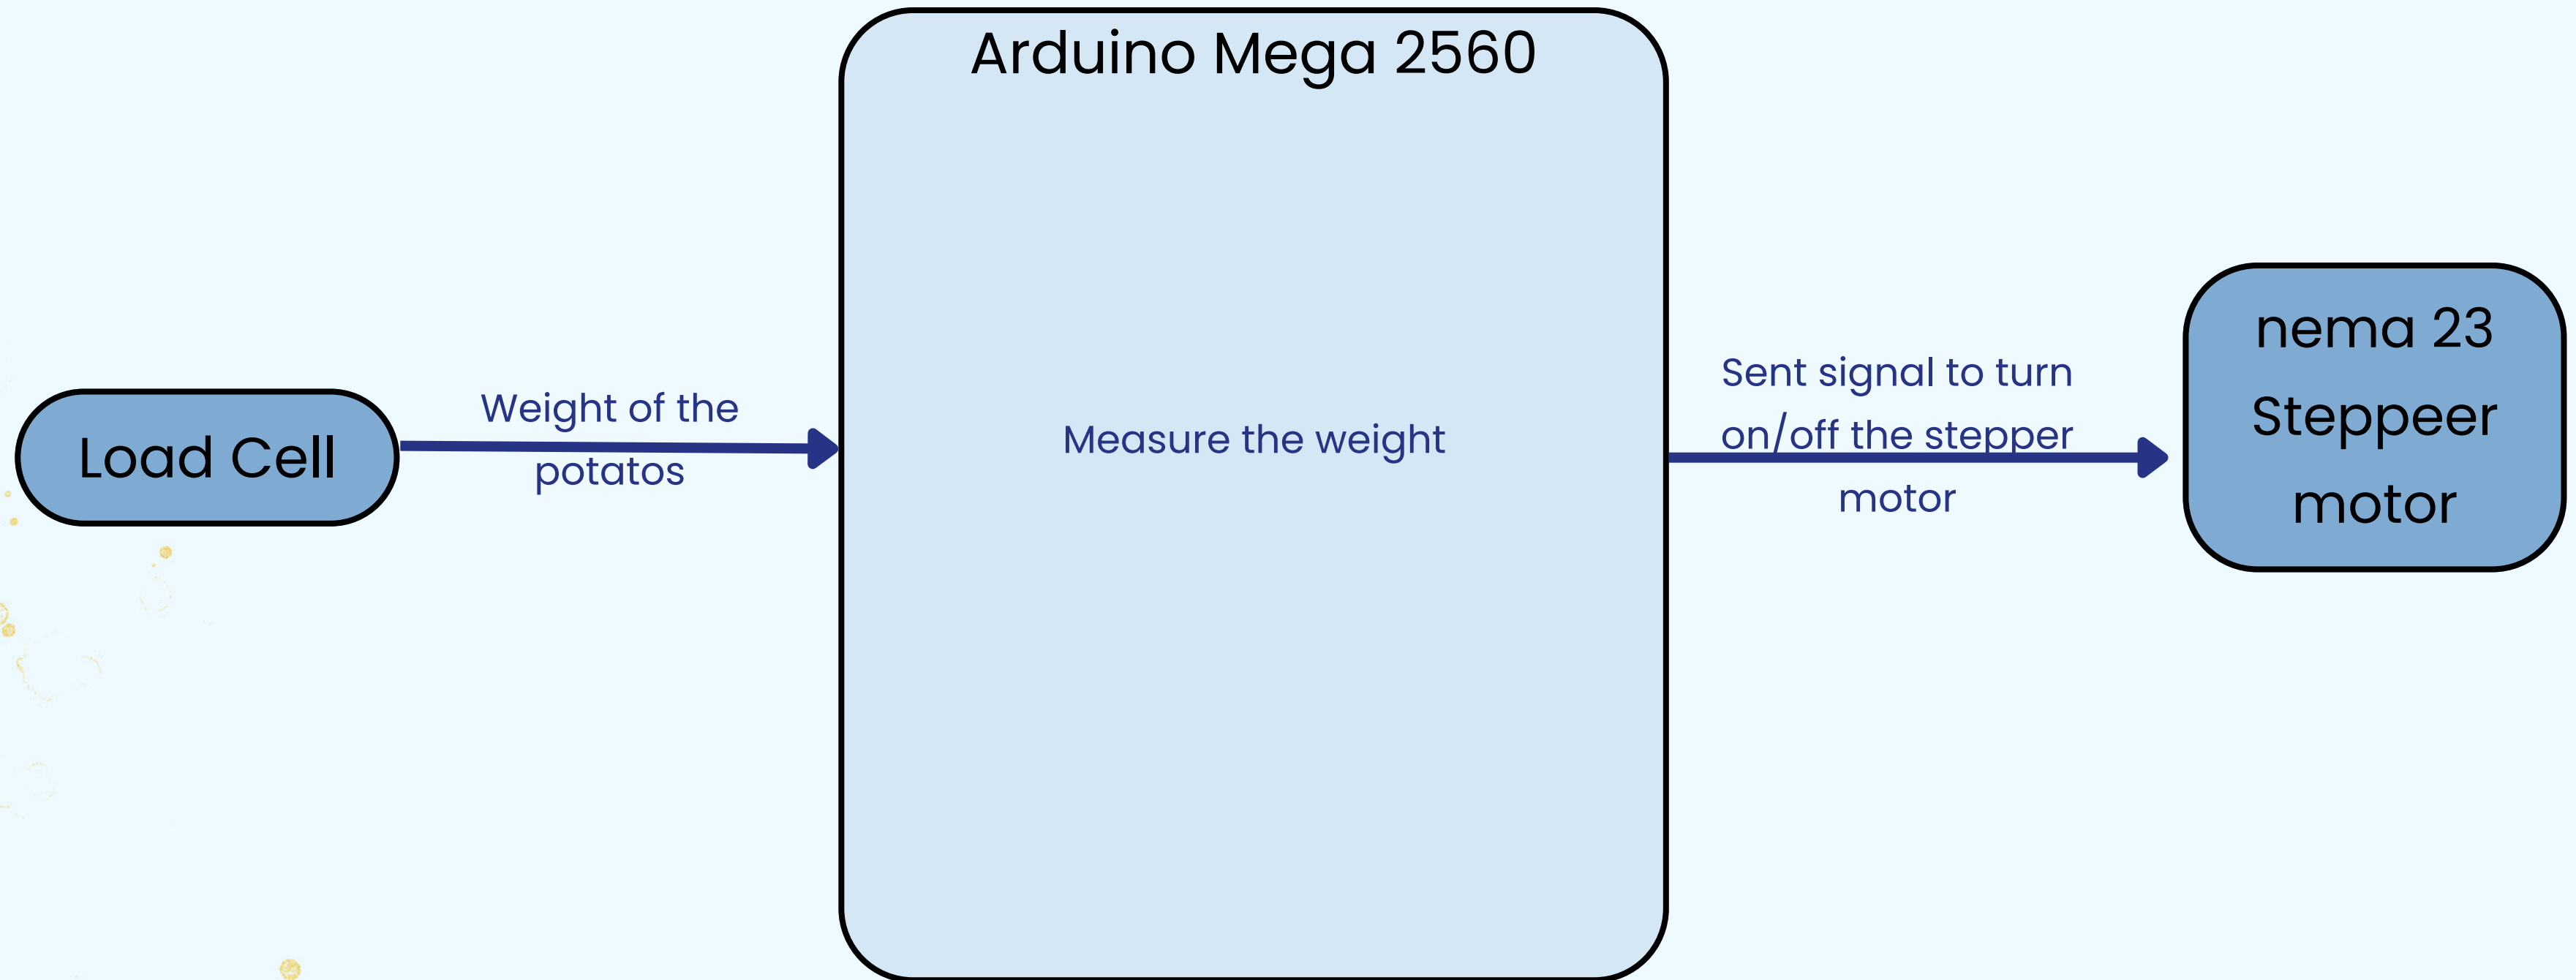 Arduino Mega 2560
Load Cell
Weight of the
potatos
Measure the weight
Sent signal to turn
on/off the stepper
motor
nema 23
Steppeer
motor